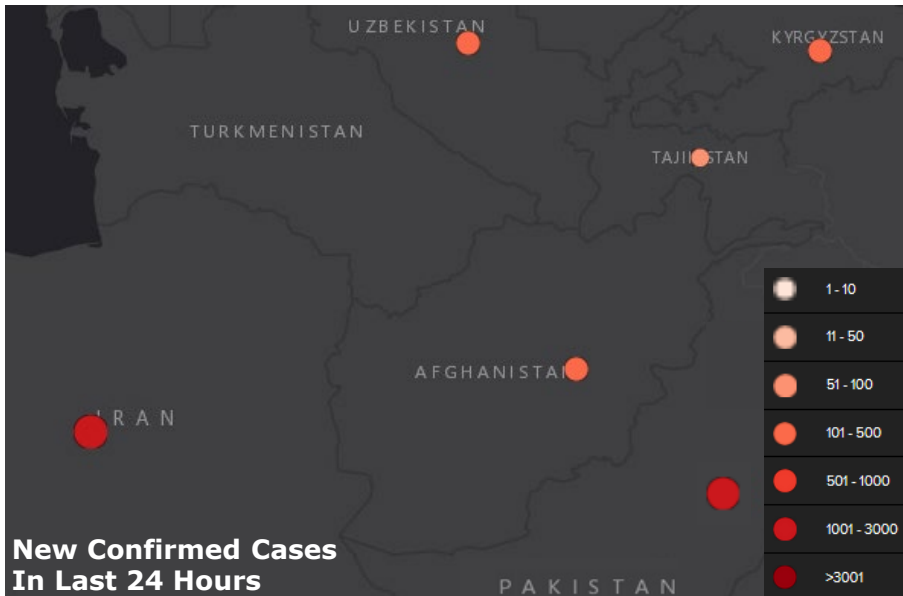 UZBEKISTAN
KYRGYZSTAN
TURKMENISTAN
TAJIKISTAN
AFGHANISTAN
IRAN
PAKISTAN
1 - 10
11 - 50
51 - 100
101 - 500
501 - 1000
1001 - 3000
>3001
New Confirmed Cases
In Last 24 Hours